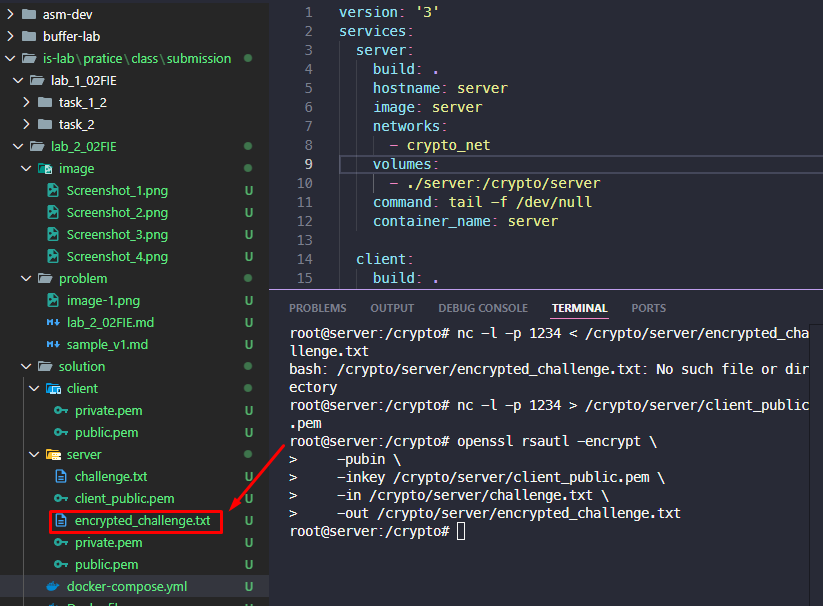 asm-dev
buffer-lab
is-lab\pratice\class\submission
lab_1_02FIE
task_1_2
task_2
lab_2_02FIE
image
Screenshot_1.png U
Screenshot_2.png U
Screenshot_3.png U
Screenshot_4.png U
problem
image-1.png U
lab_2_02FIE.md U
sample_v1.md U
solution
client
private.pem U
public.pem U
server
challenge.txt U
client_public.pem U
encrypted_challenge.txt U
private.pem U
public.pem U
docker-compose.yml U
1 version: '3'
2 services:
3 server:
4 build: .
5 hostname: server
6 image: server
7 networks:
8 - crypto_net
9 volumes:
10 - ./server:/crypto/server
11 command: tail -f /dev/null
12 container_name: server
13
14 client:
15 build: .
PROBLEMS OUTPUT DEBUG CONSOLE TERMINAL PORTS
root@server:/crypto# nc -l -p 1234 < /crypto/server/encrypted_cha
llenge.txt
bash: /crypto/server/encrypted_challenge.txt: No such file or dir
ectory
root@server:/crypto# nc -l -p 1234 > /crypto/server/client_public
.pem
root@server:/crypto# openssl rsautl -encrypt \
> -pubin \
> -inkey /crypto/server/client_public.pem \
> -in /crypto/server/challenge.txt \
> -out /crypto/server/encrypted_challenge.txt
root@server:/crypto#